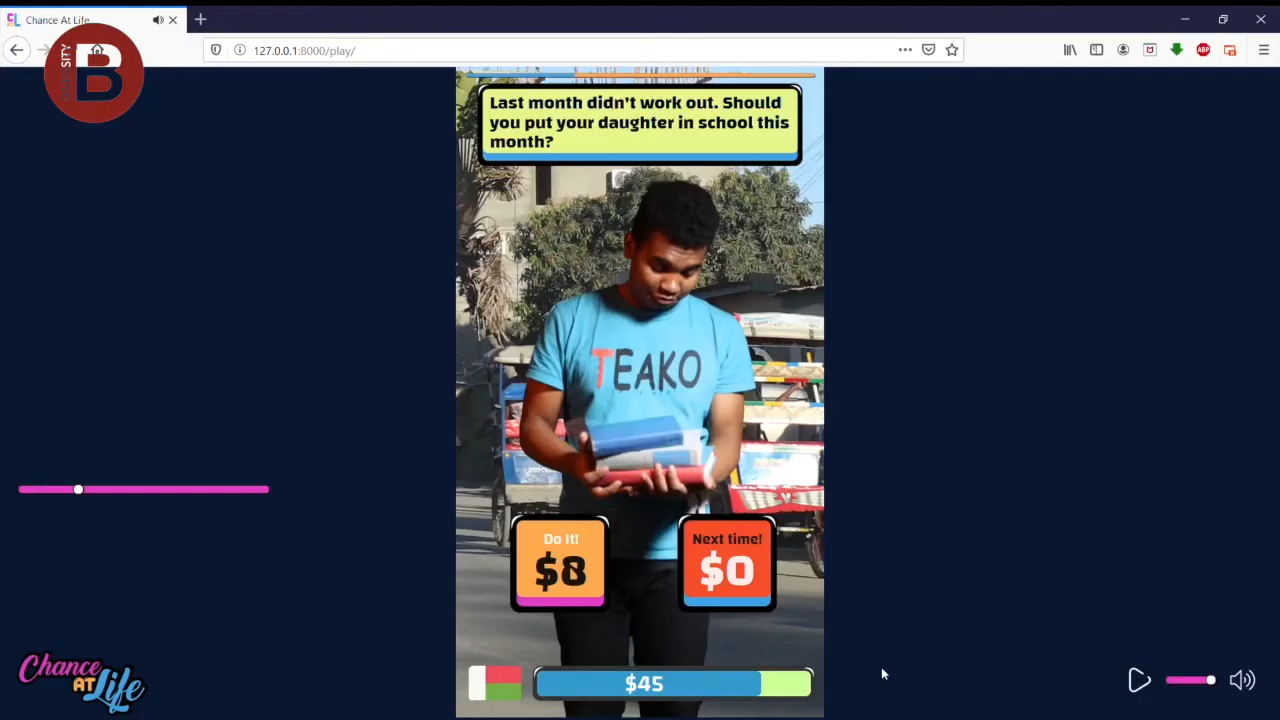 Chance At Life
127.0.0.1:8000/play/
B
Last month didn't work out. Should
you put your daughter in school this
month?
TEAKO
Do It!
$8
Next time!
$0
$45
Chance
AT Life